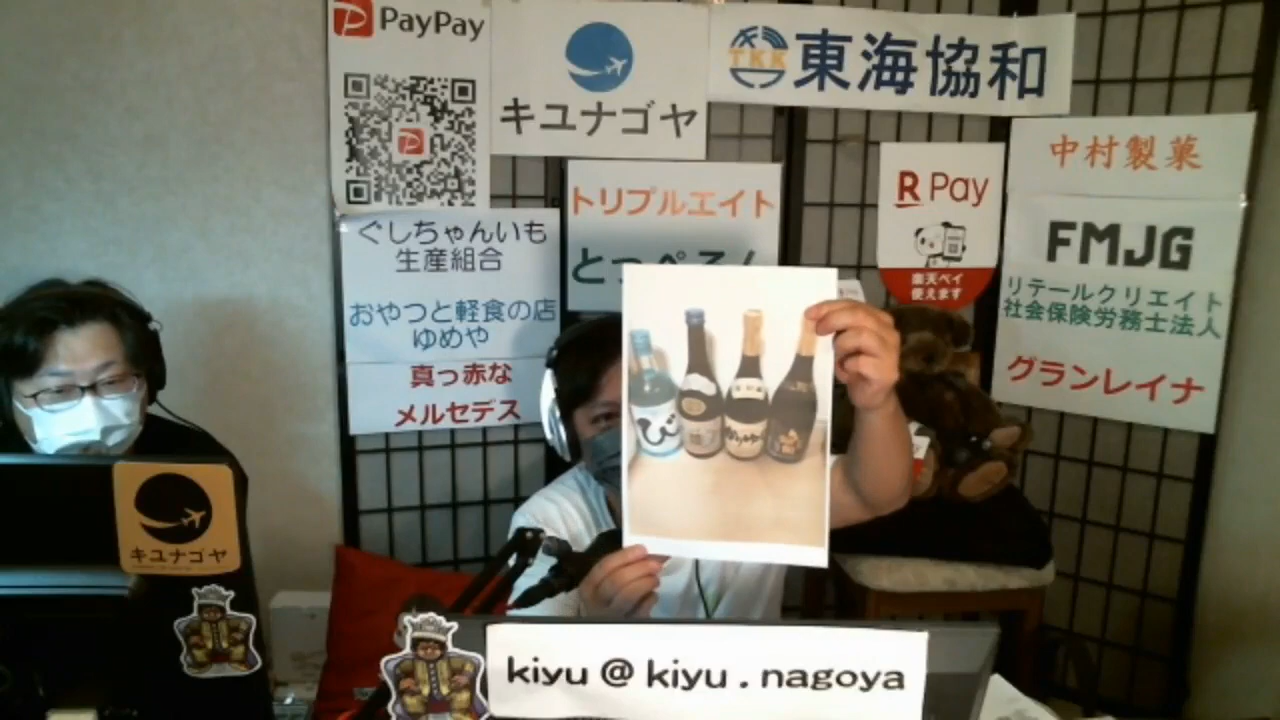 PayPay
キユナゴヤ
TKK 東海協和
トリプルエイト
とっぺるん
R Pay
楽天ペイ
使えます
中村製菓
FMJG
リテールクリエイト
社会保険労務士法人
グランレイナ
ぐしちゃんいも
生産組合
おやつと軽食の店
ゆめや
真っ赤な
メルセデス
び
キユナゴヤ
kiyu @ kiyu . nagoya